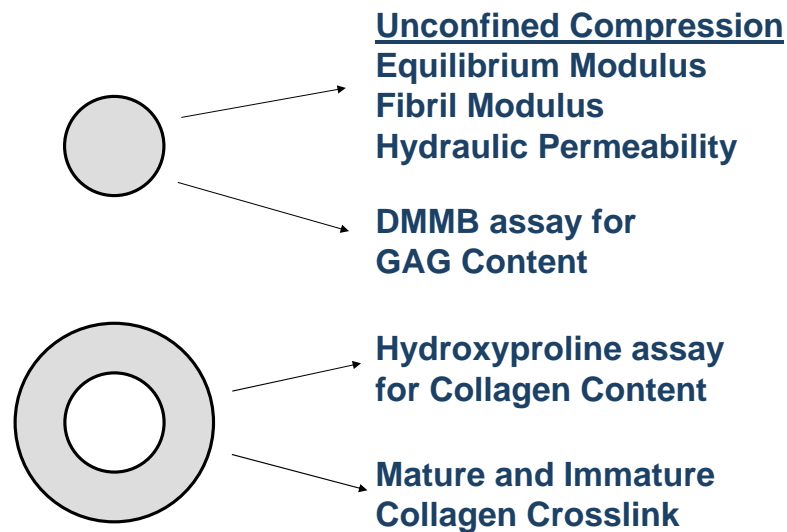 Unconfined Compression
Equilibrium Modulus
Fibril Modulus
Hydraulic Permeability
DMMB assay for
GAG Content
Hydroxyproline assay
for Collagen Content
Mature and Immature
Collagen Crosslink